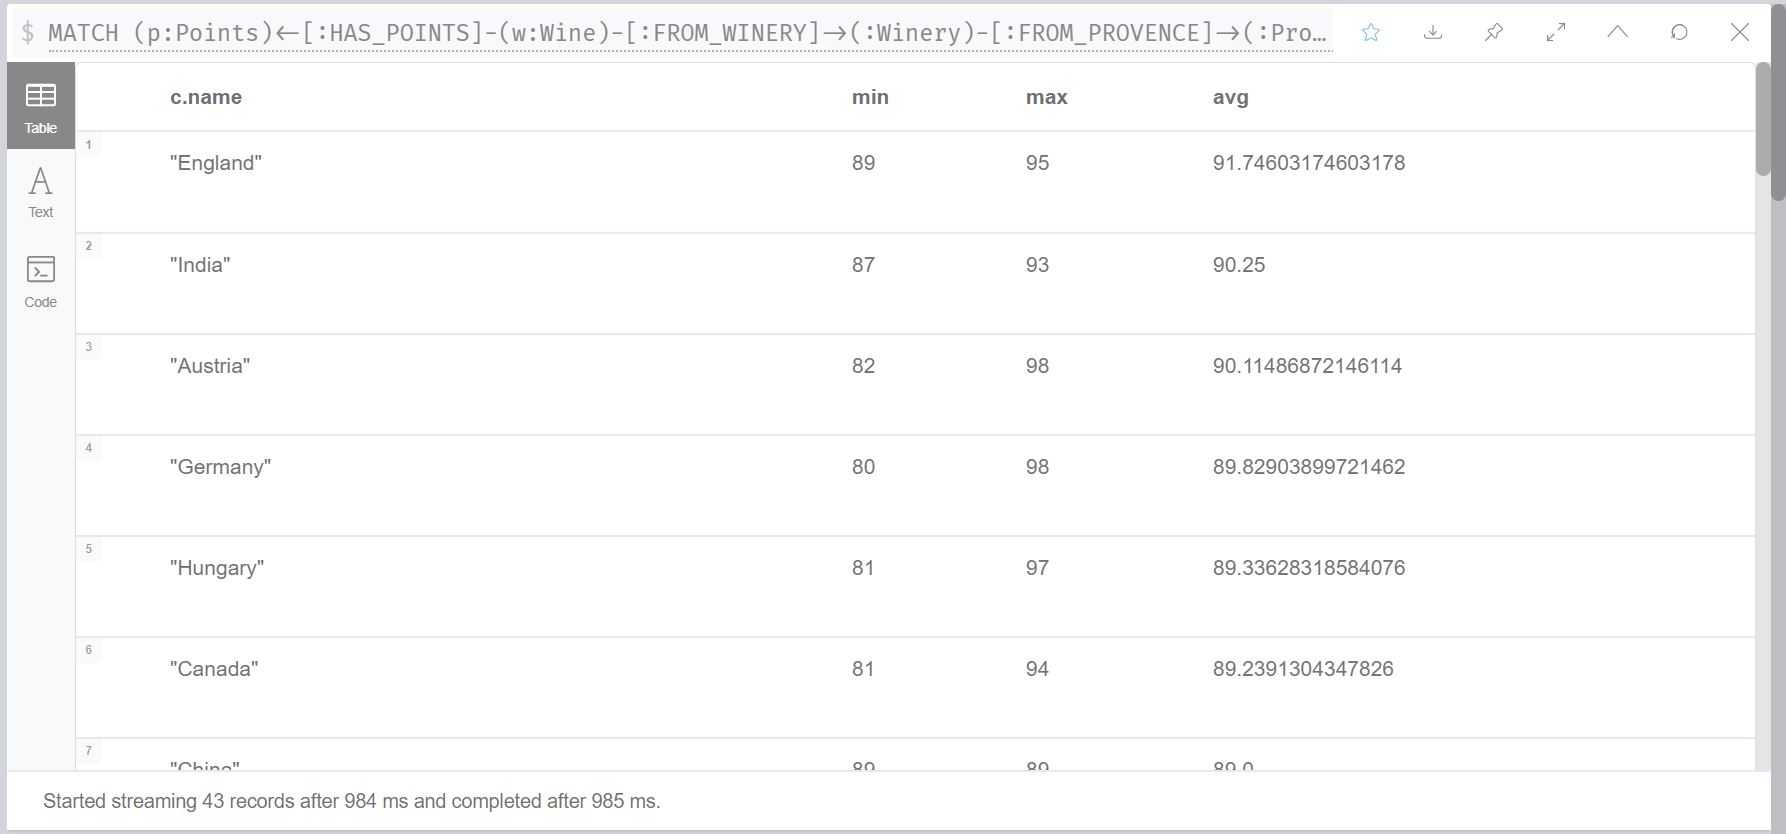 $ MATCH (p:Points)<-[:HAS_POINTS]-(w:Wine)-[:FROM_WINERY]->(:Winery)-[:FROM_PROVENCE]->(:Pro…
Table
Text
Code
c.name min max avg
1 "England" 89 95 91.74603174603178
2 "India" 87 93 90.25
3 "Austria" 82 98 90.11486872146114
4 "Germany" 80 98 89.82903899721462
5 "Hungary" 81 97 89.33628318584076
6 "Canada" 81 94 89.2391304347826
7 "China" 89 89 89.0
Started streaming 43 records after 984 ms and completed after 985 ms.